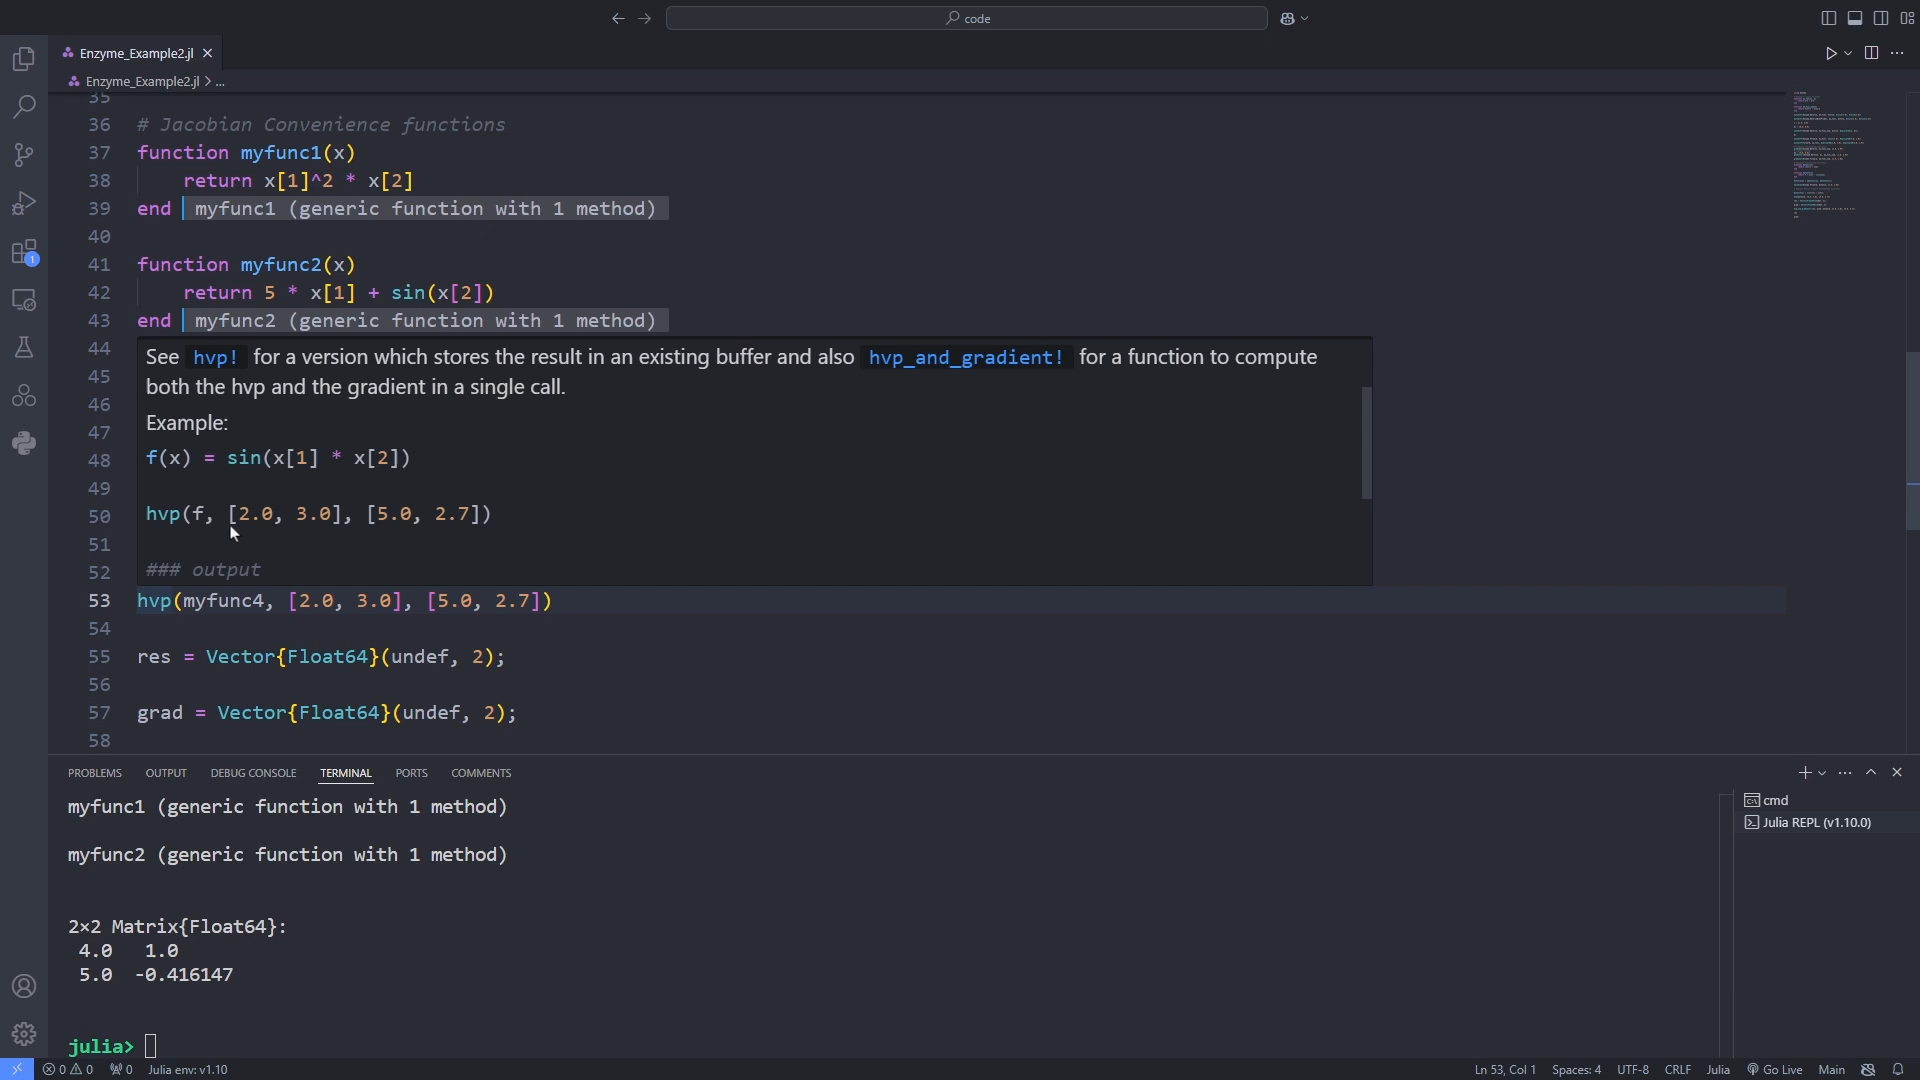 code
Enzyme_Example2.jl
Enzyme_Example2.jl > ...
35
36 # Jacobian Convenience functions
37 function myfunc1(x)
38 return x[1]^2 * x[2]
39 end myfunc1 (generic function with 1 method)
40
41 function myfunc2(x)
42 return 5 * x[1] + sin(x[2])
43 end myfunc2 (generic function with 1 method)
44 See hvp! for a version which stores the result in an existing buffer and also hvp_and_gradient! for a function to compute
45 both the hvp and the gradient in a single call.
46
47 Example:
48 f(x) = sin(x[1] * x[2])
49
50 hvp(f, [2.0, 3.0], [5.0, 2.7])
51
52 ### output
53 hvp(myfunc4, [2.0, 3.0], [5.0, 2.7])
54
55 res = Vector{Float64}(undef, 2);
56
57 grad = Vector{Float64}(undef, 2);
58
1
PROBLEMS OUTPUT DEBUG CONSOLE TERMINAL PORTS COMMENTS
myfunc1 (generic function with 1 method)
myfunc2 (generic function with 1 method)
2×2 Matrix{Float64}:
4.0 1.0
5.0 -0.416147
julia>
cmd
Julia REPL (v1.10.0)
0 0 0 Julia env: v1.10 Ln 53, Col 1 Spaces: 4 UTF-8 CRLF Julia Go Live Main